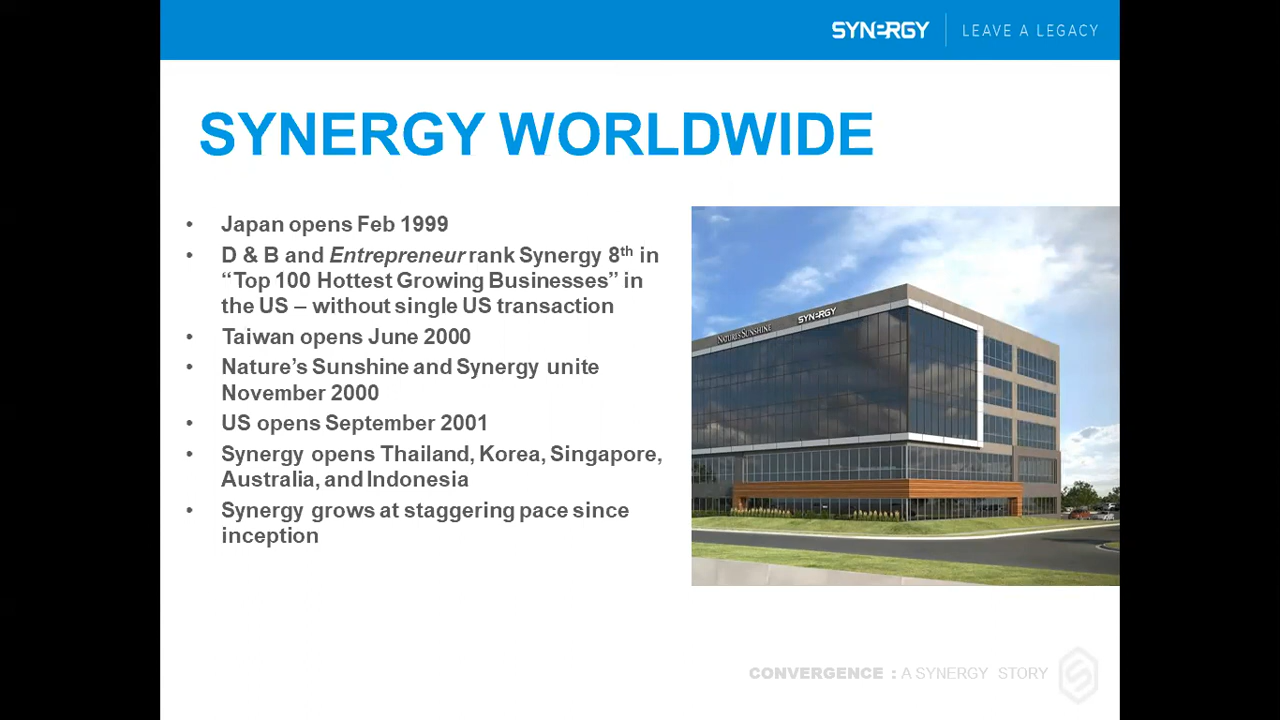 SYNERGY LEAVE A LEGACY
SYNERGY WORLDWIDE
• Japan opens Feb 1999
• D & B and Entrepreneur rank Synergy 8th in
“Top 100 Hottest Growing Businesses” in
the US – without single US transaction
• Taiwan opens June 2000
• Nature’s Sunshine and Synergy unite
November 2000
• US opens September 2001
• Synergy opens Thailand, Korea, Singapore,
Australia, and Indonesia
• Synergy grows at staggering pace since
inception
NATURE'S SUNSHINE SYNERGY
CONVERGENCE : A SYNERGY STORY